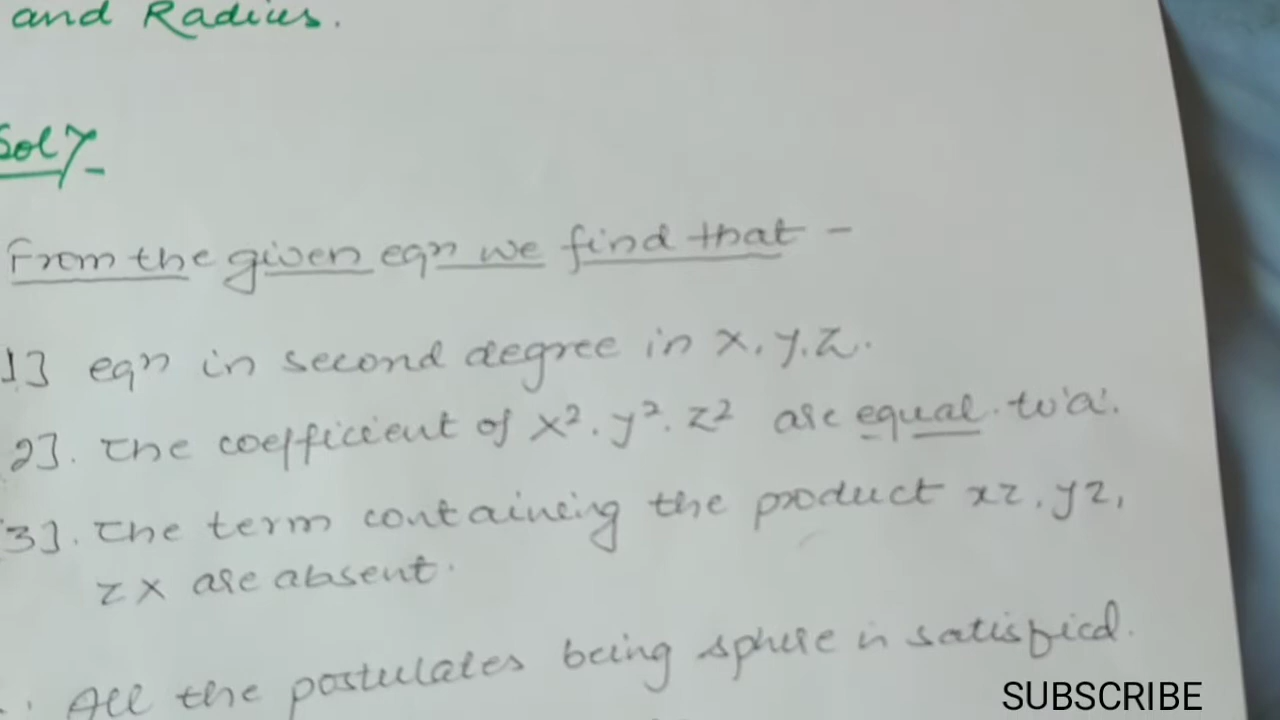 and Radius.
Sol7-
From the given eqn we find that -
1] eqn in second degree in x, y, z.
2]. The coefficient of x². y². z² are equal. to 'a'.
3]. The term containing the product xz, yz,
zx are absent.
All the postulates being sphere is satisfied.
SUBSCRIBE